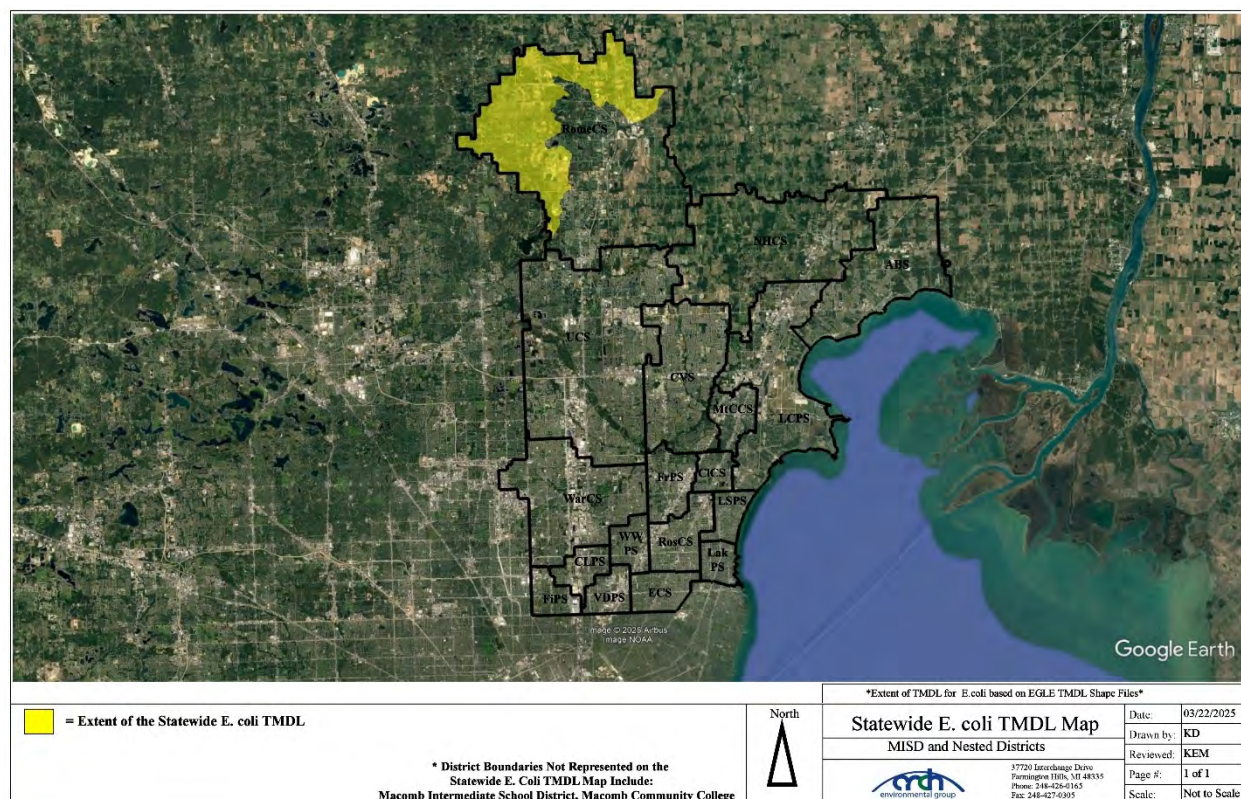 RomeCS
NHCS
ABS
UCS
CVS
MtCCS
LCPS
FrPS
ClCS
WarCS
LSPS
WW
PS
RosCS
Lak
PS
CLPS
FiPS
VDPS
ECS
Image © 2025 Airbus
Image NOAA
Google Earth
*Extent of TMDL for E.coli based on EGLE TMDL Shape Files*
= Extent of the Statewide E. coli TMDL
* District Boundaries Not Represented on the
Statewide E. Coli TMDL Map Include:
Macomb Intermediate School District, Macomb Community College
North
Statewide E. coli TMDL Map
MISD and Nested Districts
environmental group
37720 Interchange Drive
Farmington Hills, MI 48335
Phone: 248-426-0165
Fax: 248-427-0305
Date: 03/22/2025
Drawn by: KD
Reviewed: KEM
Page #: 1 of 1
Scale: Not to Scale